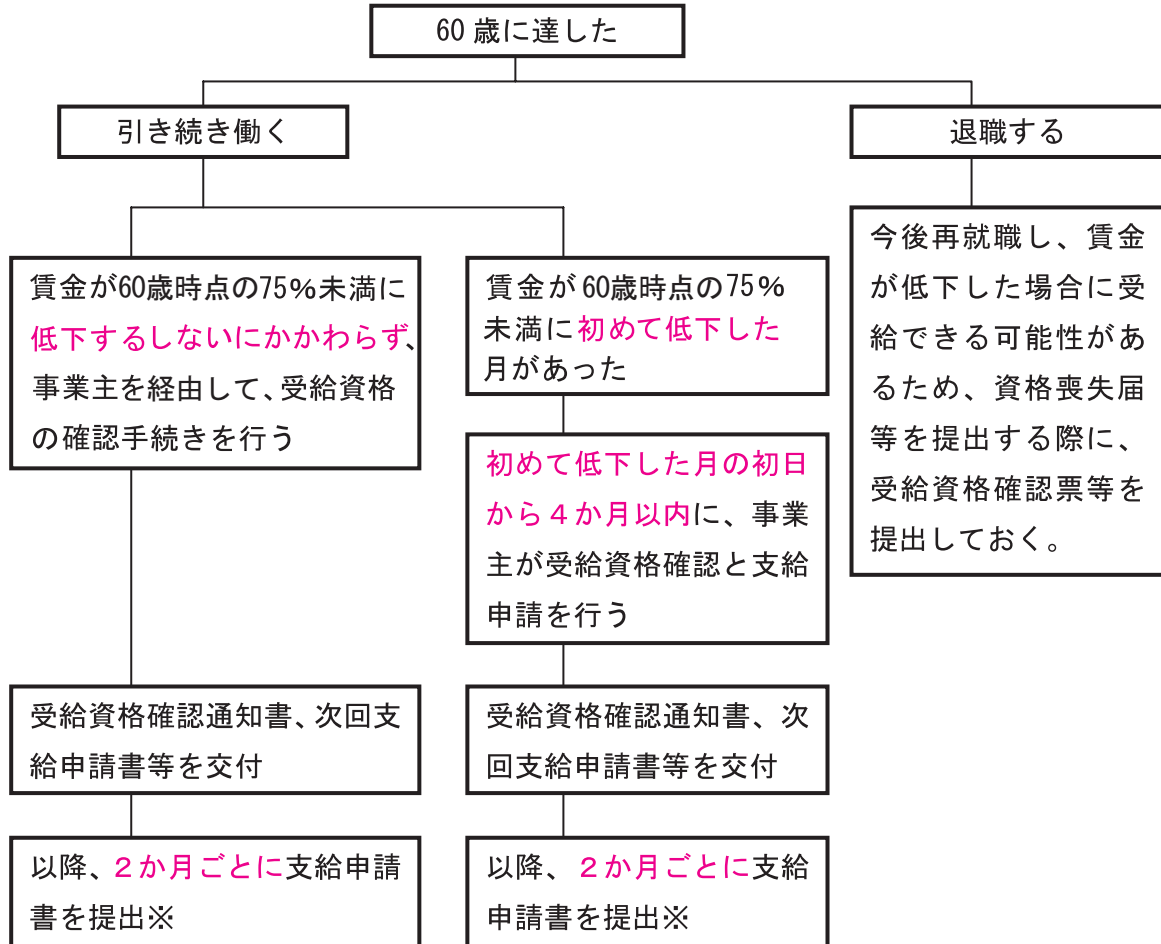 60歳に達した
引き続き働く
退職する
賃金が60歳時点の75%未満に
低下するしないにかかわらず、
事業主を経由して、受給資格
の確認手続きを行う
賃金が60歳時点の75%
未満に初めて低下した
月があった
今後再就職し、賃金
が低下した場合に受
給できる可能性があ
るため、資格喪失届
等を提出する際に、
受給資格確認票等を
提出しておく。
初めて低下した月の初日
から4か月以内に、事業
主が受給資格確認と支給
申請を行う
受給資格確認通知書、次回支
給申請書等を交付
受給資格確認通知書、次
回支給申請書等を交付
以降、2か月ごとに支給申請
書を提出※
以降、2か月ごとに支給
申請書を提出※